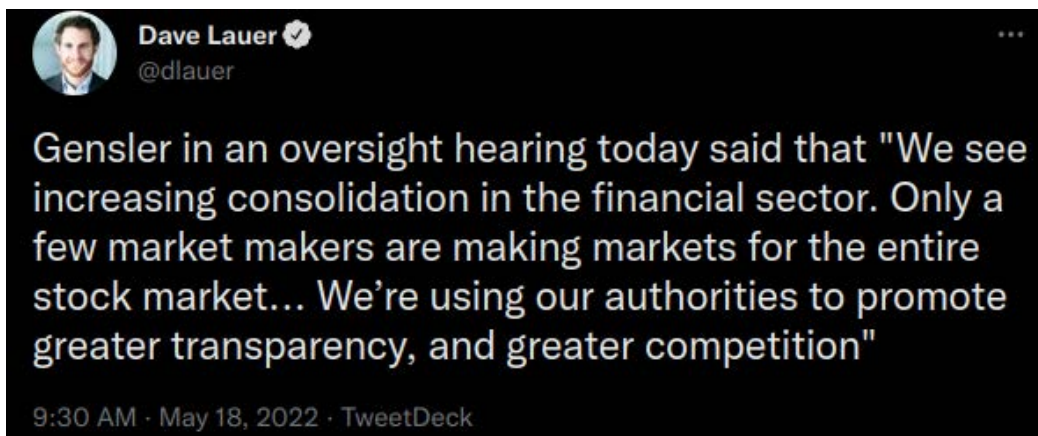 Dave Lauer
@dlauer
Gensler in an oversight hearing today said that "We see
increasing consolidation in the financial sector. Only a
few market makers are making markets for the entire
stock market… We’re using our authorities to promote
greater transparency, and greater competition"
9:30 AM · May 18, 2022 · TweetDeck